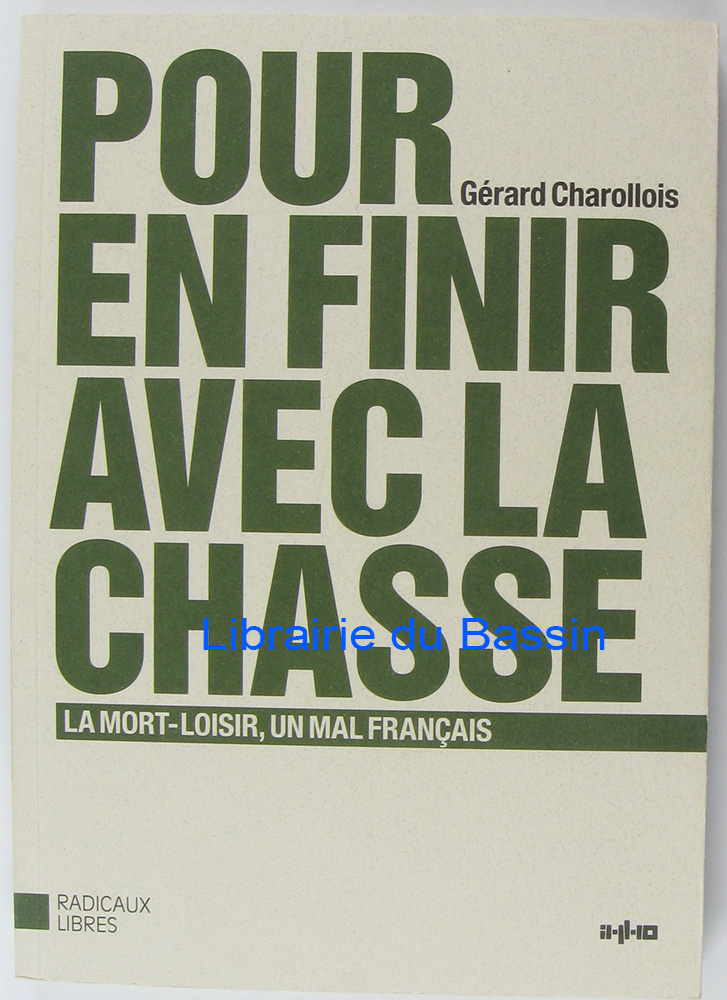 POUR
Gérard Charollois
EN FINIR
AVEC LA
CHASSE
Librairie du Bassin
LA MORT-LOISIR, UN MAL FRANÇAIS
RADICAUX
LIBRES